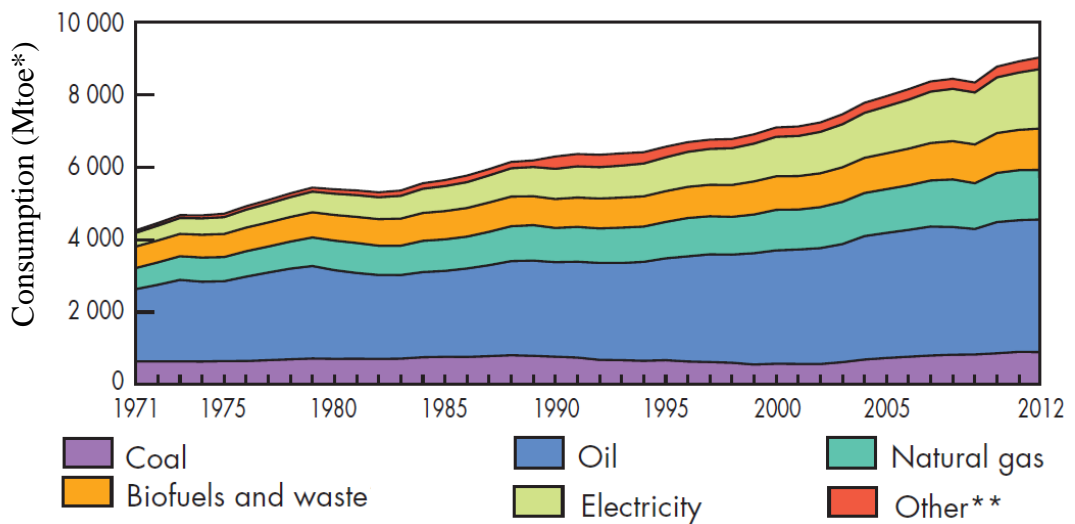 Consumption (Mtoe*)
10 000
8 000
6 000
4 000
2 000
0
1971 1975 1980 1985 1990 1995 2000 2005 2012
Coal Oil Natural gas
Biofuels and waste Electricity Other**